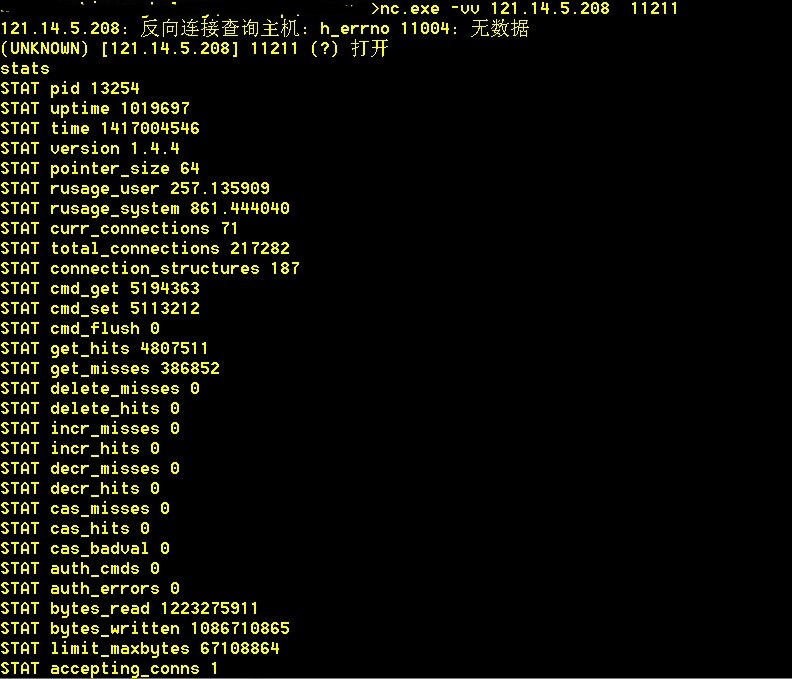 >nc.exe -vv 121.14.5.208  11211
121.14.5.208: 反向连接查询主机: h_errno 11004: 无数据
(UNKNOWN) [121.14.5.208] 11211 (?) 打开
stats
STAT pid 13254
STAT uptime 1019697
STAT time 1417004546
STAT version 1.4.4
STAT pointer_size 64
STAT rusage_user 257.135909
STAT rusage_system 861.444040
STAT curr_connections 71
STAT total_connections 217282
STAT connection_structures 187
STAT cmd_get 5194363
STAT cmd_set 5113212
STAT cmd_flush 0
STAT get_hits 4807511
STAT get_misses 386852
STAT delete_misses 0
STAT delete_hits 0
STAT incr_misses 0
STAT incr_hits 0
STAT decr_misses 0
STAT decr_hits 0
STAT cas_misses 0
STAT cas_hits 0
STAT cas_badval 0
STAT auth_cmds 0
STAT auth_errors 0
STAT bytes_read 1223275911
STAT bytes_written 1086710865
STAT limit_maxbytes 67108864
STAT accepting_conns 1